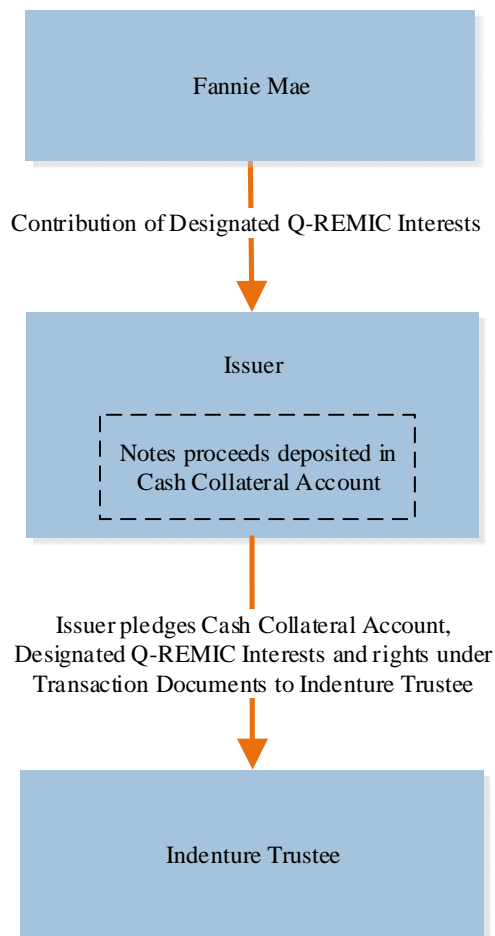 Fannie Mae
Contribution of Designated Q-REMIC Interests
Issuer
Notes proceeds deposited in
Cash Collateral Account
Issuer pledges Cash Collateral Account,
Designated Q-REMIC Interests and rights under
Transaction Documents to Indenture Trustee
Indenture Trustee